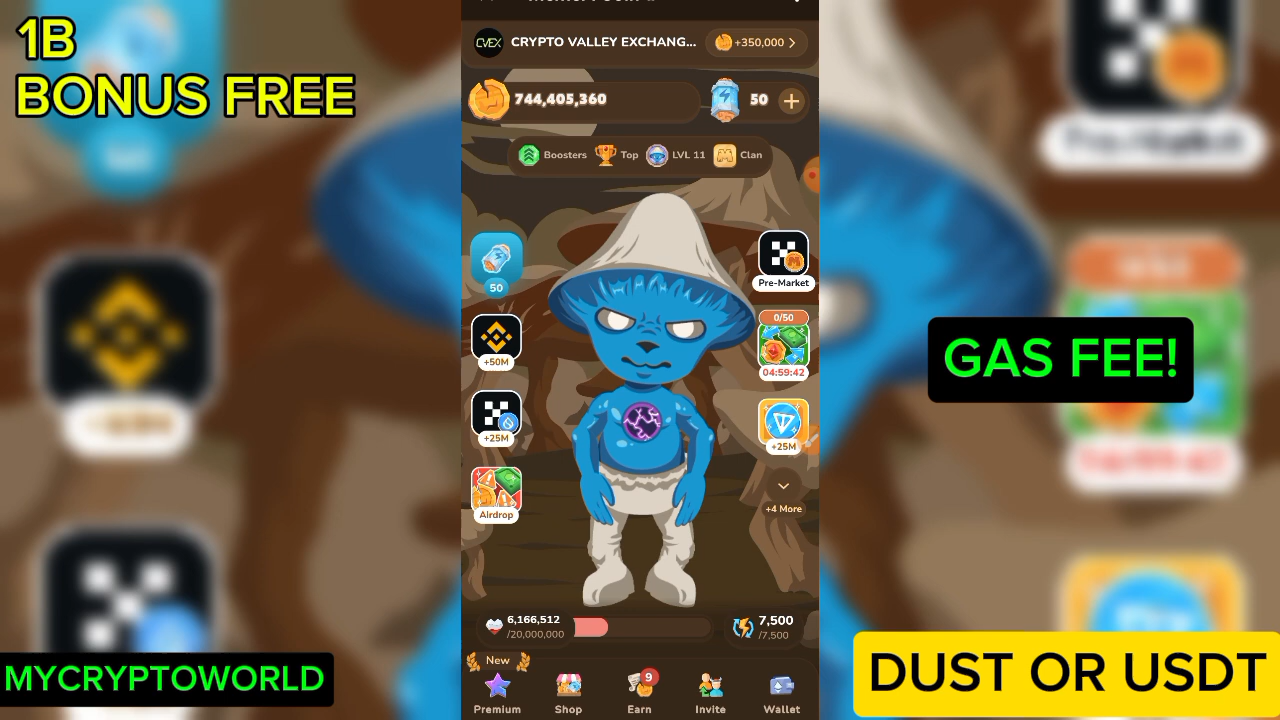 1B
BONUS FREE
CVEX CRYPTO VALLEY EXCHANG... +350,000
744,405,360 50
Boosters Top LVL 11 Clan
50
Pre-Market
0/50
+50M
04:59:42
+25M
+25M
Airdrop
+4 More
GAS FEE!
6,166,512
/20,000,000
7,500
/7,500
New
9
Premium Shop Earn Invite Wallet
MYCRYPTOWORLD
DUST OR USDT